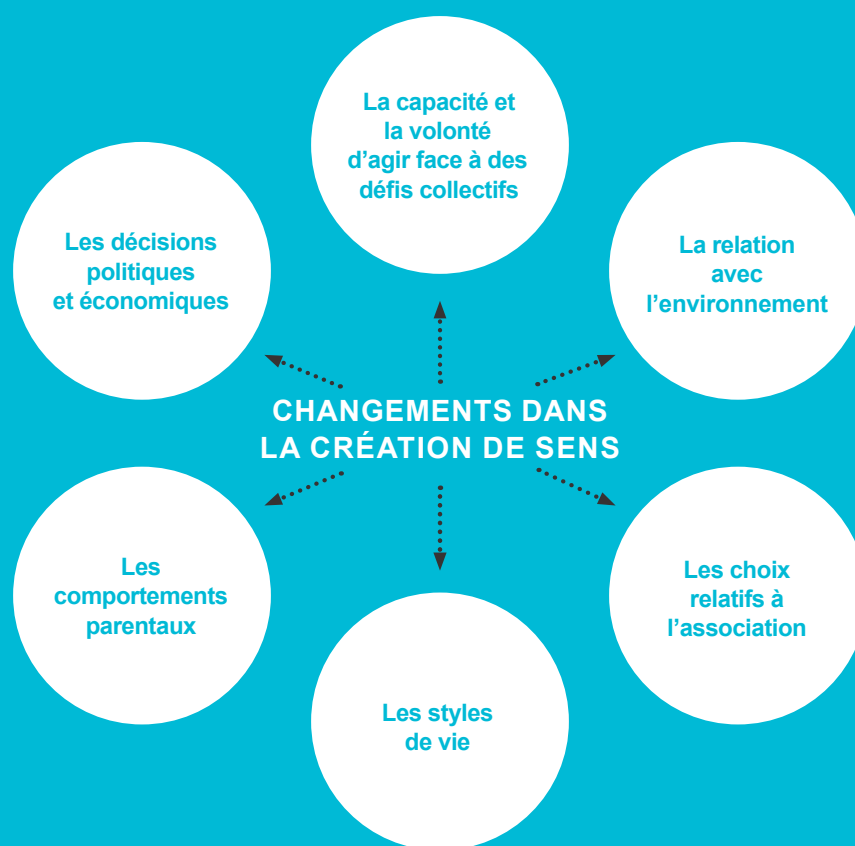 La capacité et
la volonté
d’agir face à des
défis collectifs
Les décisions
politiques
et économiques
La relation
avec
l’environnement
CHANGEMENTS DANS
LA CRÉATION DE SENS
Les
comportements
parentaux
Les choix
relatifs à
l’association
Les styles
de vie